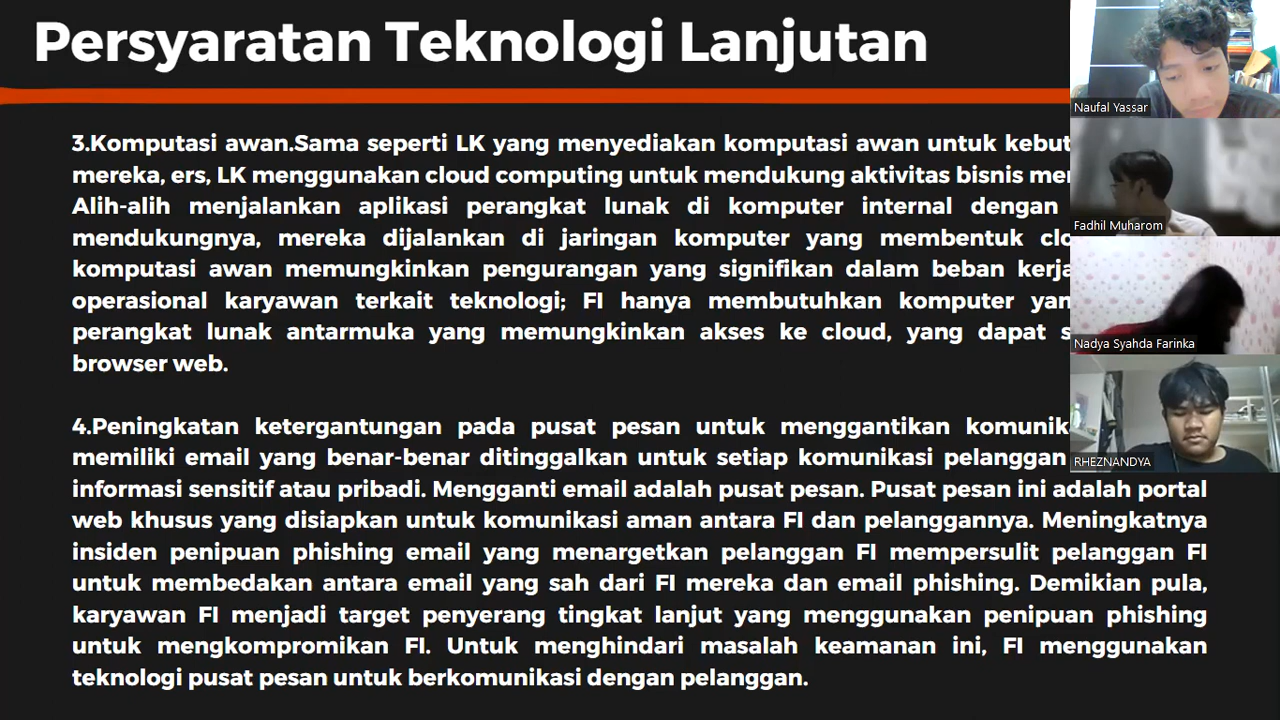 Persyaratan Teknologi Lanjutan
3.Komputasi awan.Sama seperti LK yang menyediakan komputasi awan untuk
mereka, ers, LK menggunakan cloud computing untuk mendukung aktivitas bisnis
Alih-alih menjalankan aplikasi perangkat lunak di komputer internal dengan
mendukungnya, mereka dijalankan di jaringan komputer yang membentuk
komputasi awan memungkinkan pengurangan yang signifikan dalam beban kerja
operasional karyawan terkait teknologi; FI hanya membutuhkan komputer
perangkat lunak antarmuka yang memungkinkan akses ke cloud, yang dapat
browser web.
4.Peningkatan ketergantungan pada pusat pesan untuk menggantikan
memiliki email yang benar-benar ditinggalkan untuk setiap komunikasi pelanggan
informasi sensitif atau pribadi. Mengganti email adalah pusat pesan. Pusat pesan ini adalah portal
web khusus yang disiapkan untuk komunikasi aman antara FI dan pelanggannya. Meningkatnya
insiden penipuan phishing email yang menargetkan pelanggan FI mempersulit pelanggan FI
untuk membedakan antara email yang sah dari FI mereka dan email phishing. Demikian pula,
karyawan FI menjadi target penyerang tingkat lanjut yang menggunakan penipuan phishing
untuk mengkompromikan FI. Untuk menghindari masalah keamanan ini, FI menggunakan
teknologi pusat pesan untuk berkomunikasi dengan pelanggan.
Naufal Yassar
Fadhil Muharom
Nadya Syahda Farinka
RHEZNANDYA